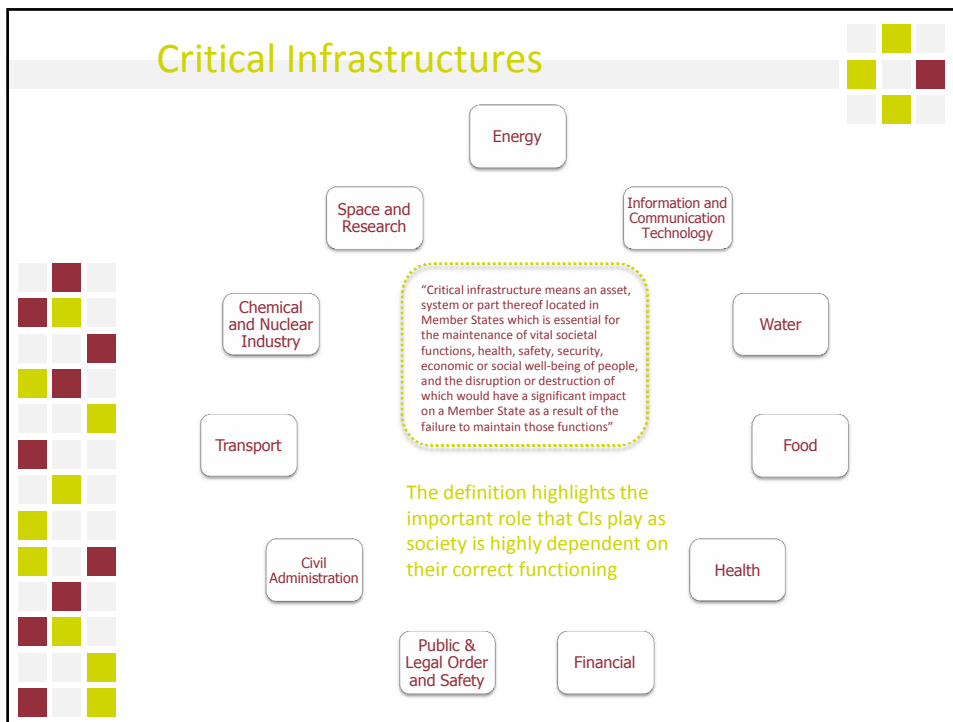 Critical Infrastructures
Energy
Space and
Research
Information and
Communication
Technology
Chemical
and Nuclear
Industry
“Critical infrastructure means an asset,
system or part thereof located in
Member States which is essential for
the maintenance of vital societal
functions, health, safety, security,
economic or social well-being of people,
and the disruption or destruction of
which would have a significant impact
on a Member State as a result of the
failure to maintain those functions”
Water
Transport
Food
The definition highlights the
important role that CIs play as
society is highly dependent on
their correct functioning
Civil
Administration
Health
Public &
Legal Order
and Safety
Financial